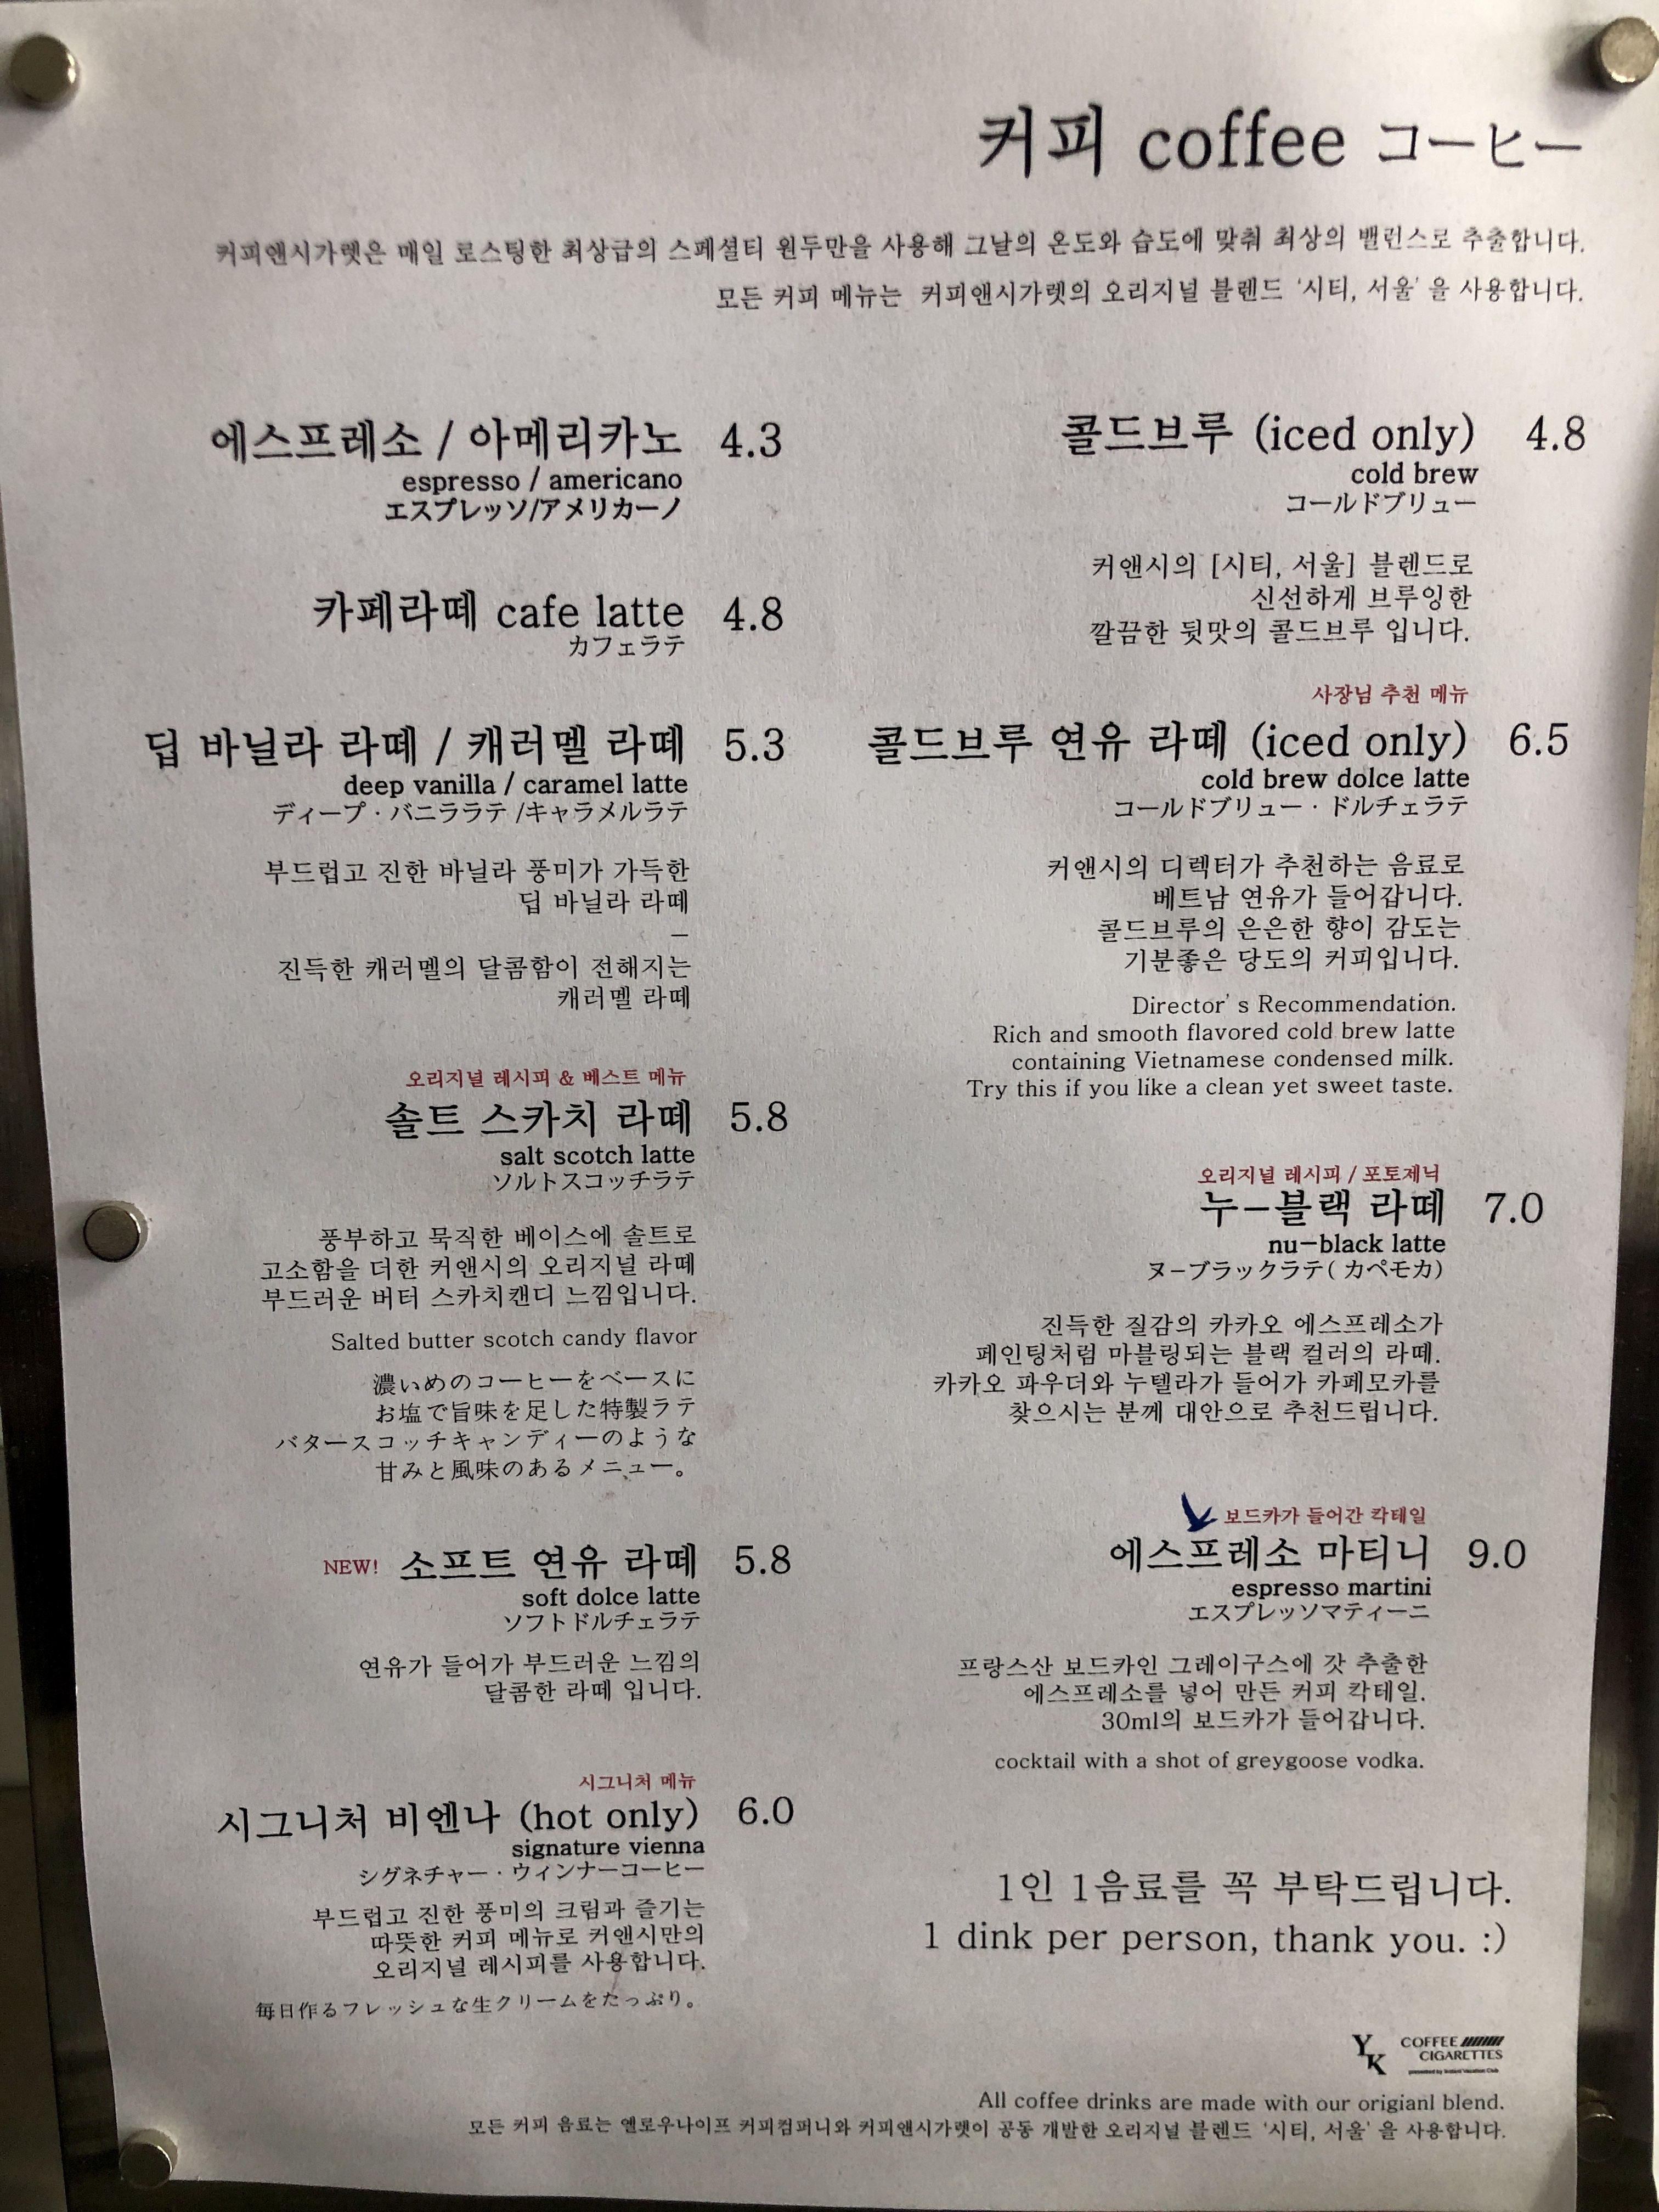 커피 coffee コーヒー
커피앤시가렛은 매일 로스팅한 최상급의 스페셜티 원두만을 사용해 그날의 온도와 습도에 맞춰 최상의 밸런스로 추출합니다.
모든 커피 메뉴는 커피앤시가렛의 오리지널 블렌드 '시티, 서울' 을 사용합니다.
에스프레소 / 아메리카노 4.3
espresso / americano
エスプレッソ/アメリカーノ
카페라떼 cafe latte 4.8
カフェラテ
딥 바닐라 라떼 / 캐러멜 라떼 5.3
deep vanilla / caramel latte
ディープ・バニララテ /キャラメルラテ
부드럽고 진한 바닐라 풍미가 가득한
딥 바닐라 라떼
–
진득한 캐러멜의 달콤함이 전해지는
캐러멜 라떼
오리지널 레시피 & 베스트 메뉴
솔트 스카치 라떼 5.8
salt scotch latte
ソルトスコッチラテ
풍부하고 묵직한 베이스에 솔트로
고소함을 더한 커앤시의 오리지널 라떼
부드러운 버터 스카치캔디 느낌입니다.
Salted butter scotch candy flavor
濃いめのコーヒーをベースに
お塩で旨味を足した特製ラテ
バタースコッチキャンディーのような
甘みと風味のあるメニュー。
NEW! 소프트 연유 라떼 5.8
soft dolce latte
ソフトドルチェラテ
연유가 들어가 부드러운 느낌의
달콤한 라떼 입니다.
시그니처 메뉴
시그니처 비엔나 (hot only) 6.0
signature vienna
シグネチャー・ウィンナーコーヒー
부드럽고 진한 풍미의 크림과 즐기는
따뜻한 커피 메뉴로 커앤시만의
오리지널 레시피를 사용합니다.
毎日作るフレッシュな生クリームをたっぷり。
콜드브루 (iced only) 4.8
cold brew
コールドブリュー
커앤시의 [시티, 서울] 블렌드로
신선하게 브루잉한
깔끔한 뒷맛의 콜드브루 입니다.
사장님 추천 메뉴
콜드브루 연유 라떼 (iced only) 6.5
cold brew dolce latte
コールドブリュー・ドルチェラテ
커앤시의 디렉터가 추천하는 음료로
베트남 연유가 들어갑니다.
콜드브루의 은은한 향이 감도는
기분좋은 당도의 커피입니다.
Director's Recommendation.
Rich and smooth flavored cold brew latte
containing Vietnamese condensed milk.
Try this if you like a clean yet sweet taste.
오리지널 레시피 / 포토제닉
누-블랙 라떼 7.0
nu-black latte
ヌ-ブラックラテ( カペモカ)
진득한 질감의 카카오 에스프레소가
페인팅처럼 마블링되는 블랙 컬러의 라떼.
카카오 파우더와 누텔라가 들어가 카페모카를
찾으시는 분께 대안으로 추천드립니다.
보드카가 들어간 칵테일
에스프레소 마티니 9.0
espresso martini
エスプレッソマティーニ
프랑스산 보드카인 그레이구스에 갓 추출한
에스프레소를 넣어 만든 커피 칵테일.
30ml의 보드카가 들어갑니다.
cocktail with a shot of greygoose vodka.
1인 1음료를 꼭 부탁드립니다.
1 dink per person, thank you. :)
YK COFFEE
CIGARETTES
presented by Instant Vacation Club
All coffee drinks are made with our origianl blend.
모든 커피 음료는 옐로우나이프 커피컴퍼니와 커피앤시가렛이 공동 개발한 오리지널 블렌드 '시티, 서울' 을 사용합니다.